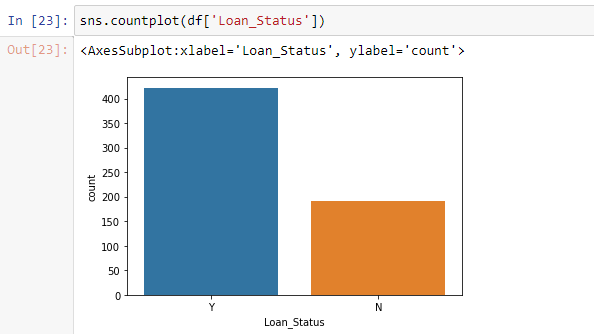 In [23]: sns.countplot(df['Loan_Status'])
Out[23]: <AxesSubplot:xlabel='Loan_Status', ylabel='count'>
400
350
300
250
200
150
100
50
0
count
Y N
Loan_Status